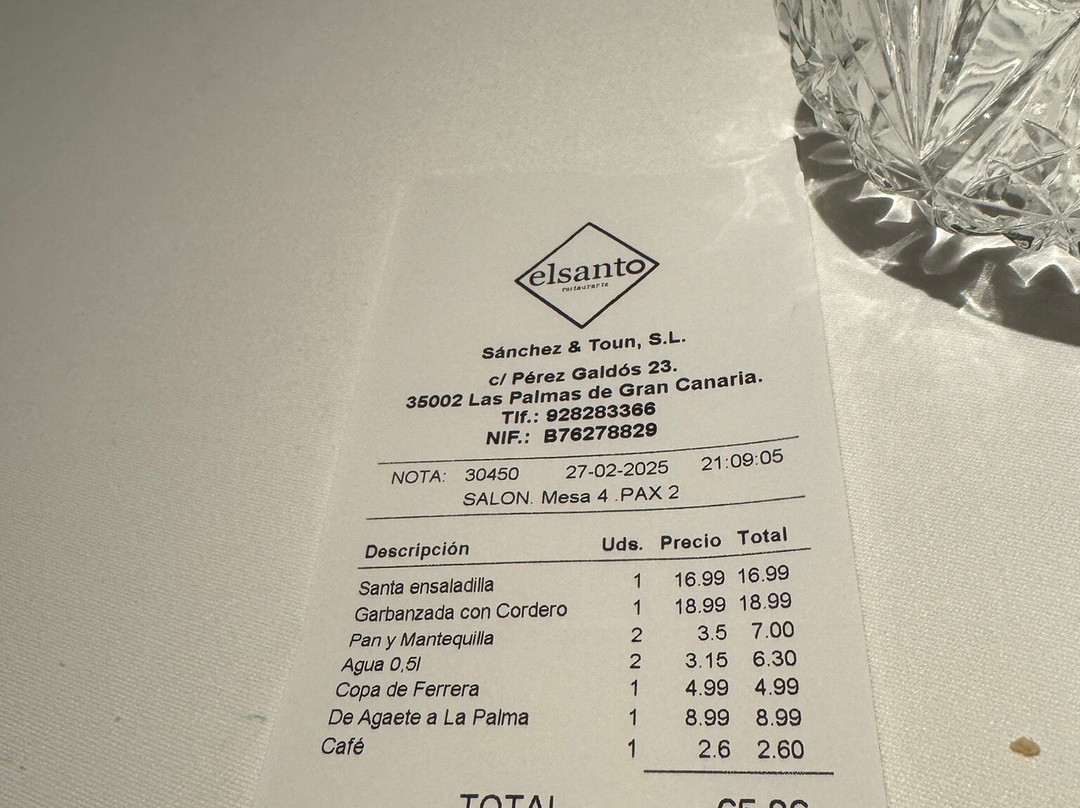 elsanto
restaurante
Sánchez & Toun, S.L.
c/ Pérez Galdós 23.
35002 Las Palmas de Gran Canaria.
Tlf.: 928283366
NIF.: B76278829
NOTA: 30450 27-02-2025 21:09:05
SALON. Mesa 4 .PAX 2
Descripción Uds. Precio Total
Santa ensaladilla 1 16.99 16.99
Garbanzada con Cordero 1 18.99 18.99
Pan y Mantequilla 2 3.5 7.00
Agua 0,5l 2 3.15 6.30
Copa de Ferrera 1 4.99 4.99
De Agaete a La Palma 1 8.99 8.99
Café 1 2.6 2.60
TOTAL